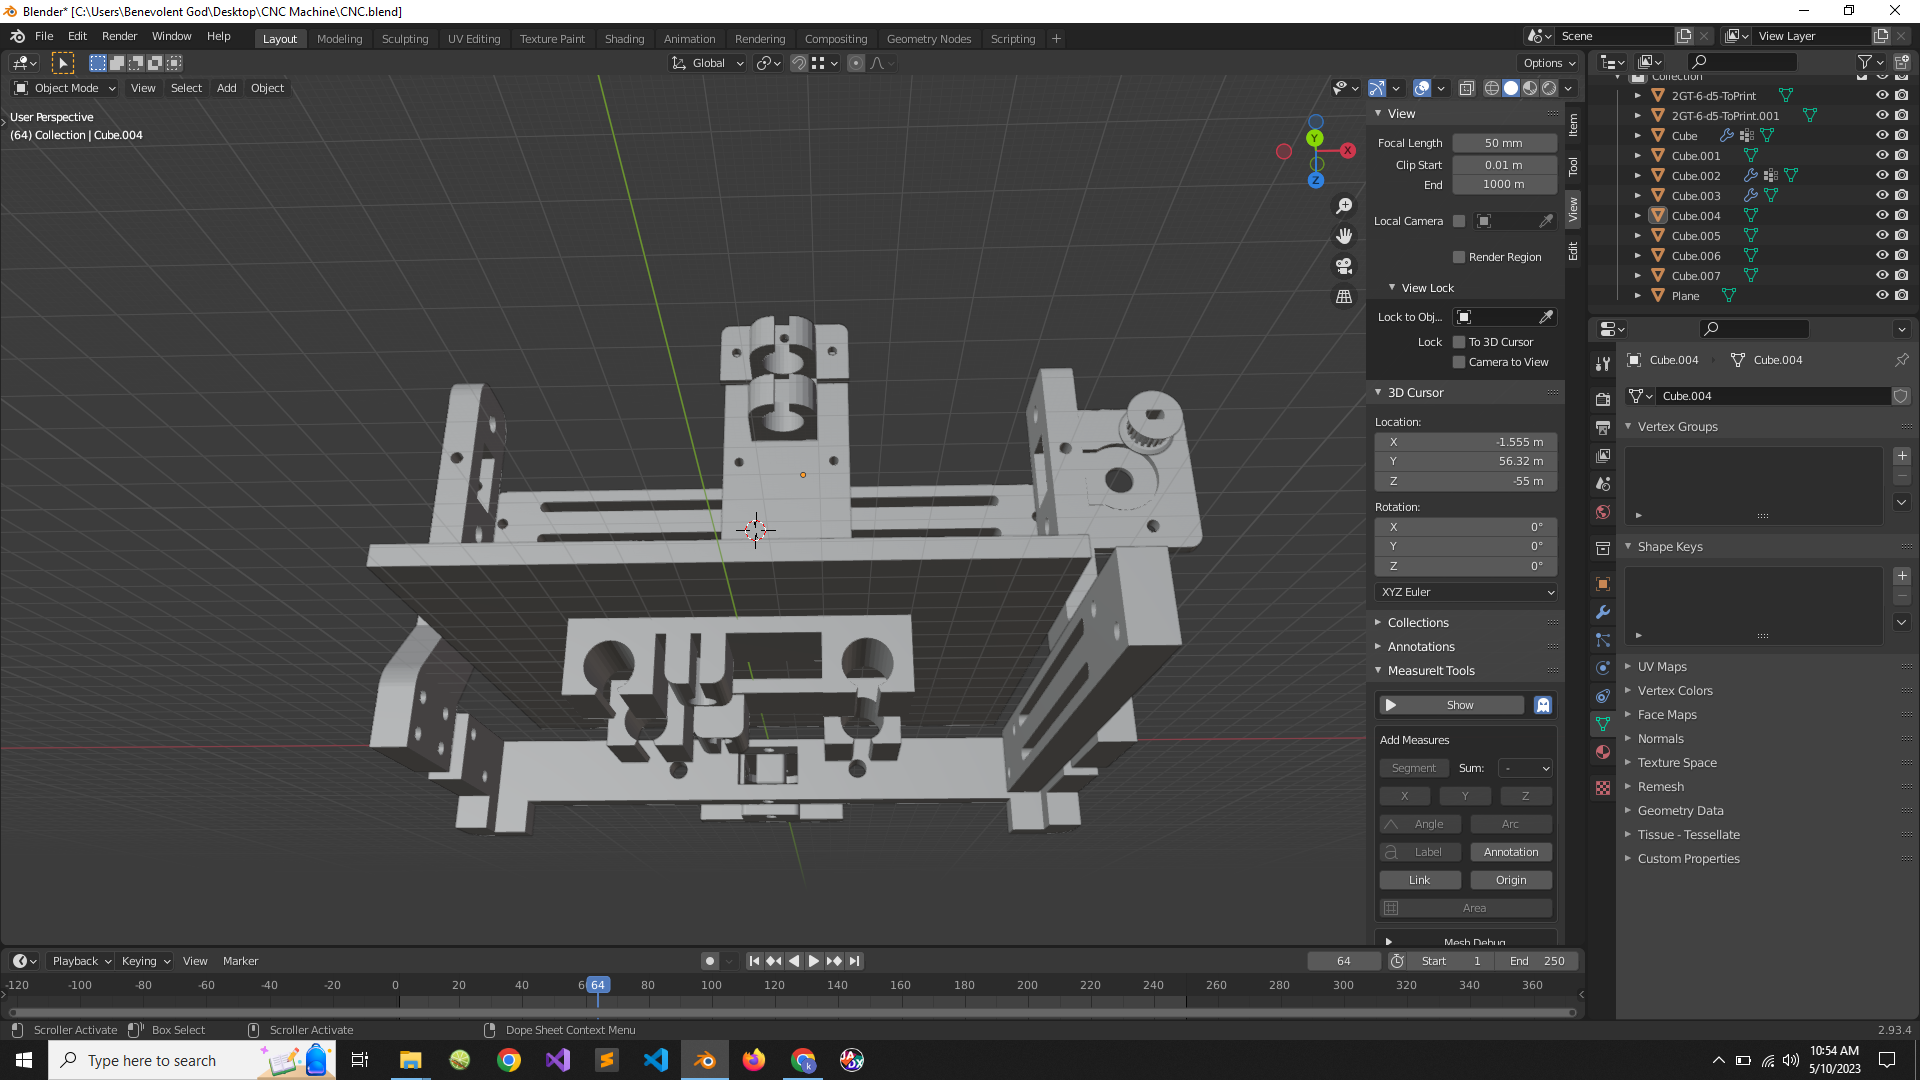 Blender* [C:\Users\Benevolent God\Desktop\CNC Machine\CNC.blend]
File Edit Render Window Help
Layout Modeling Sculpting UV Editing Texture Paint Shading Animation Rendering Compositing Geometry Nodes Scripting +
Scene
View Layer
Global
Options
Object Mode View Select Add Object
User Perspective
(64) Collection | Cube.004
Y
X
Z
View
Focal Length 50 mm
Clip Start 0.01 m
End 1000 m
Local Camera
Render Region
View Lock
Lock to Obj...
Lock To 3D Cursor
Camera to View
3D Cursor
Location:
X -1.555 m
Y 56.32 m
Z -55 m
Rotation:
X 0°
Y 0°
Z 0°
XYZ Euler
Collections
Annotations
MeasureIt Tools
Show
Add Measures
Segment Sum: -
X Y Z
Angle Arc
Label Annotation
Link Origin
Area
Mesh Debug
Item
Tool
View
Edit
Collection
2GT-6-d5-ToPrint
2GT-6-d5-ToPrint.001
Cube
Cube.001
Cube.002
Cube.003
Cube.004
Cube.005
Cube.006
Cube.007
Plane
Cube.004 Cube.004
Cube.004
Vertex Groups
Shape Keys
UV Maps
Vertex Colors
Face Maps
Normals
Texture Space
Remesh
Geometry Data
Tissue - Tessellate
Custom Properties
Playback Keying View Marker
64 Start 1 End 250
-120 -100 -80 -60 -40 -20 0 20 40 6 64 80 100 120 140 160 180 200 220 240 260 280 300 320 340 360
Scroller Activate Box Select Scroller Activate Dope Sheet Context Menu
2.93.4
Type here to search
10:54 AM
5/10/2023